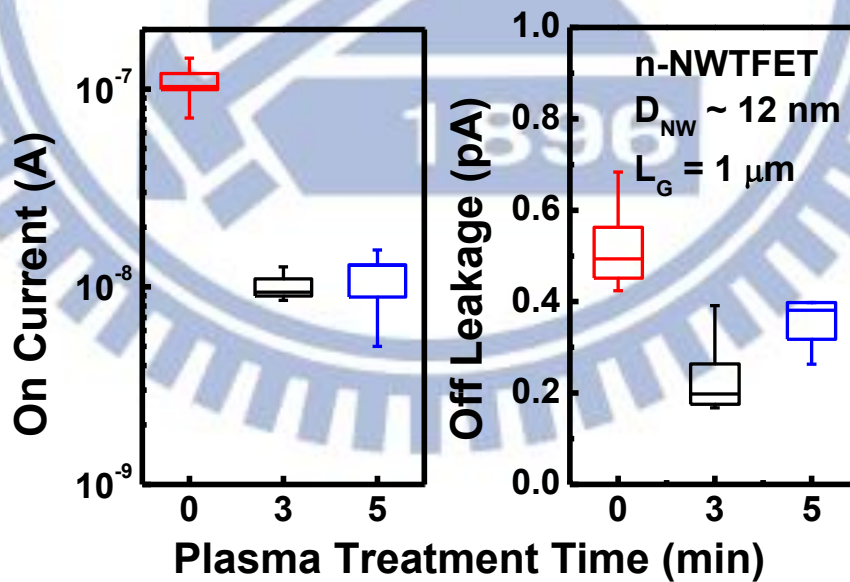 On Current (A)
10⁻⁷
10⁻⁸
10⁻⁹
0 3 5
Off Leakage (pA)
1.0
0.8
0.6
0.4
0.2
0.0
0 3 5
n-NWTFET
D_NW ~ 12 nm
L_G = 1 μm
1896
Plasma Treatment Time (min)